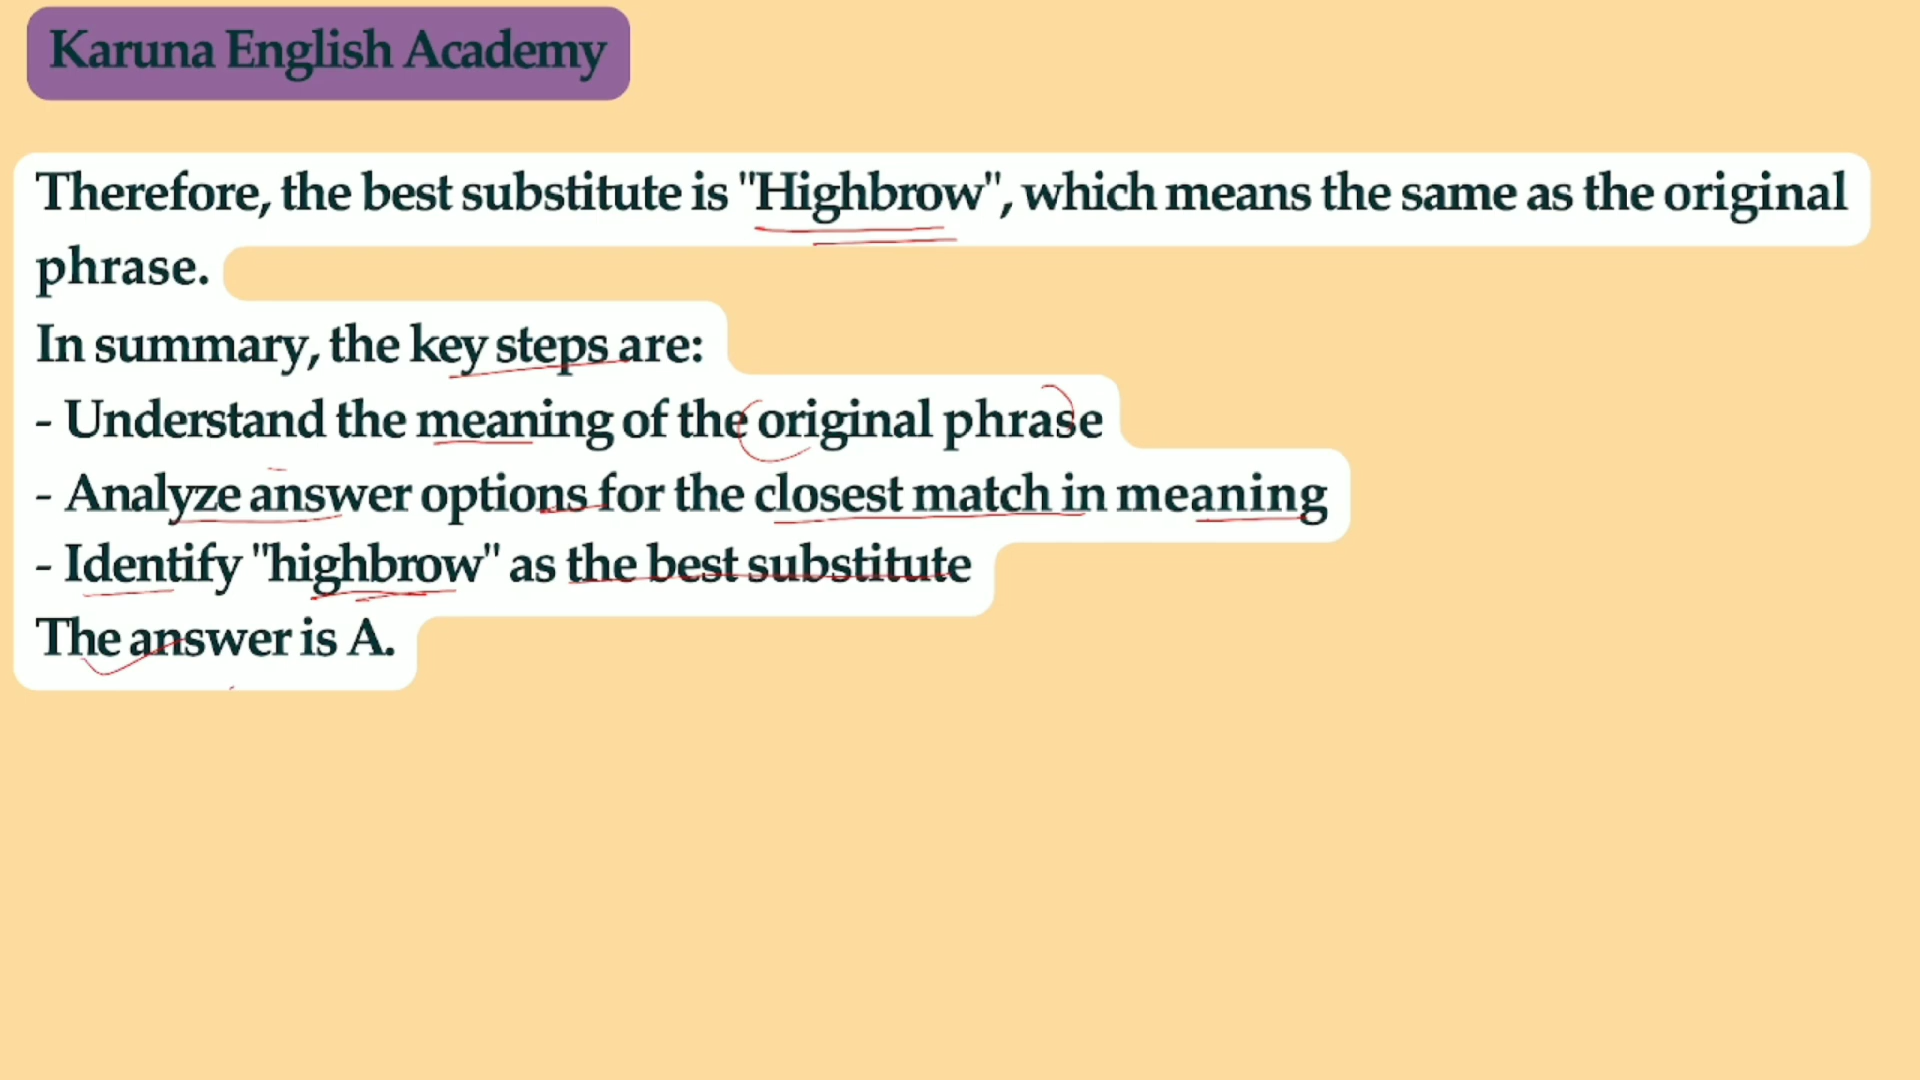 Karuna English Academy
Therefore, the best substitute is "Highbrow", which means the same as the original
phrase.
In summary, the key steps are:
- Understand the meaning of the original phrase
- Analyze answer options for the closest match in meaning
- Identify "highbrow" as the best substitute
The answer is A.